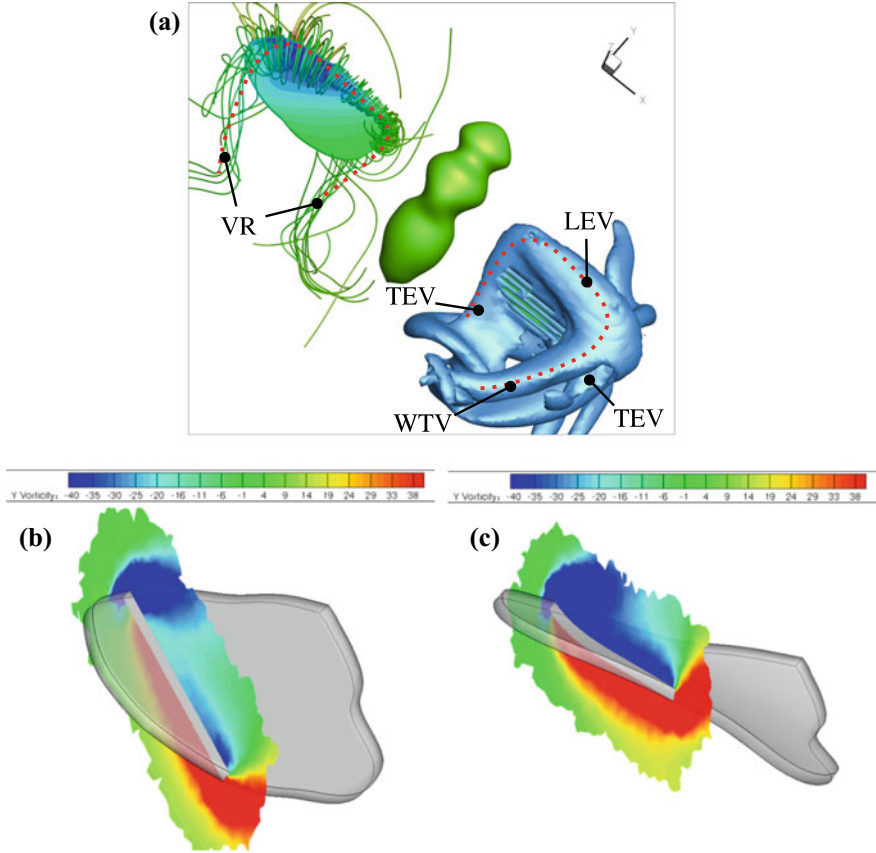 (a)
Y
Z
X
VR
LEV
TEV
WTV
TEV
Y Vorticity: -40 -35 -30 -25 -20 -16 -11 -6 -1 4 9 14 19 24 29 33 38
Y Vorticity: -40 -35 -30 -25 -20 -16 -11 -6 -1 4 9 14 19 24 29 33 38
(b)
(c)